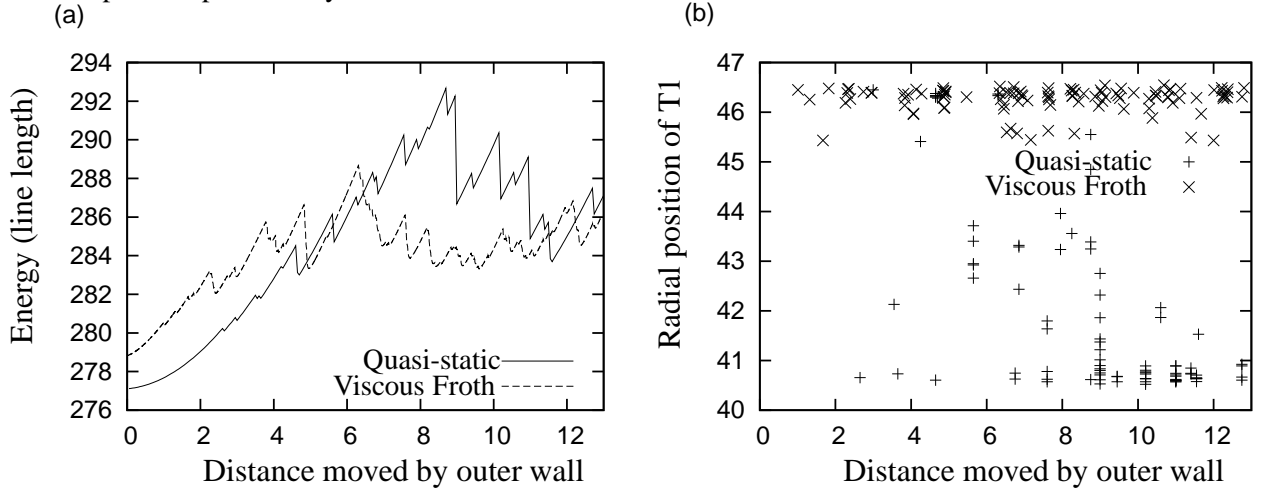 (a)
294
292
290
288
286
284
282
280
278
276
0 2 4 6 8 10 12
Energy (line length)
Distance moved by outer wall
Quasi-static
Viscous Froth
(b)
47
46
45
44
43
42
41
40
0 2 4 6 8 10 12
Radial position of T1
Distance moved by outer wall
Quasi-static
Viscous Froth